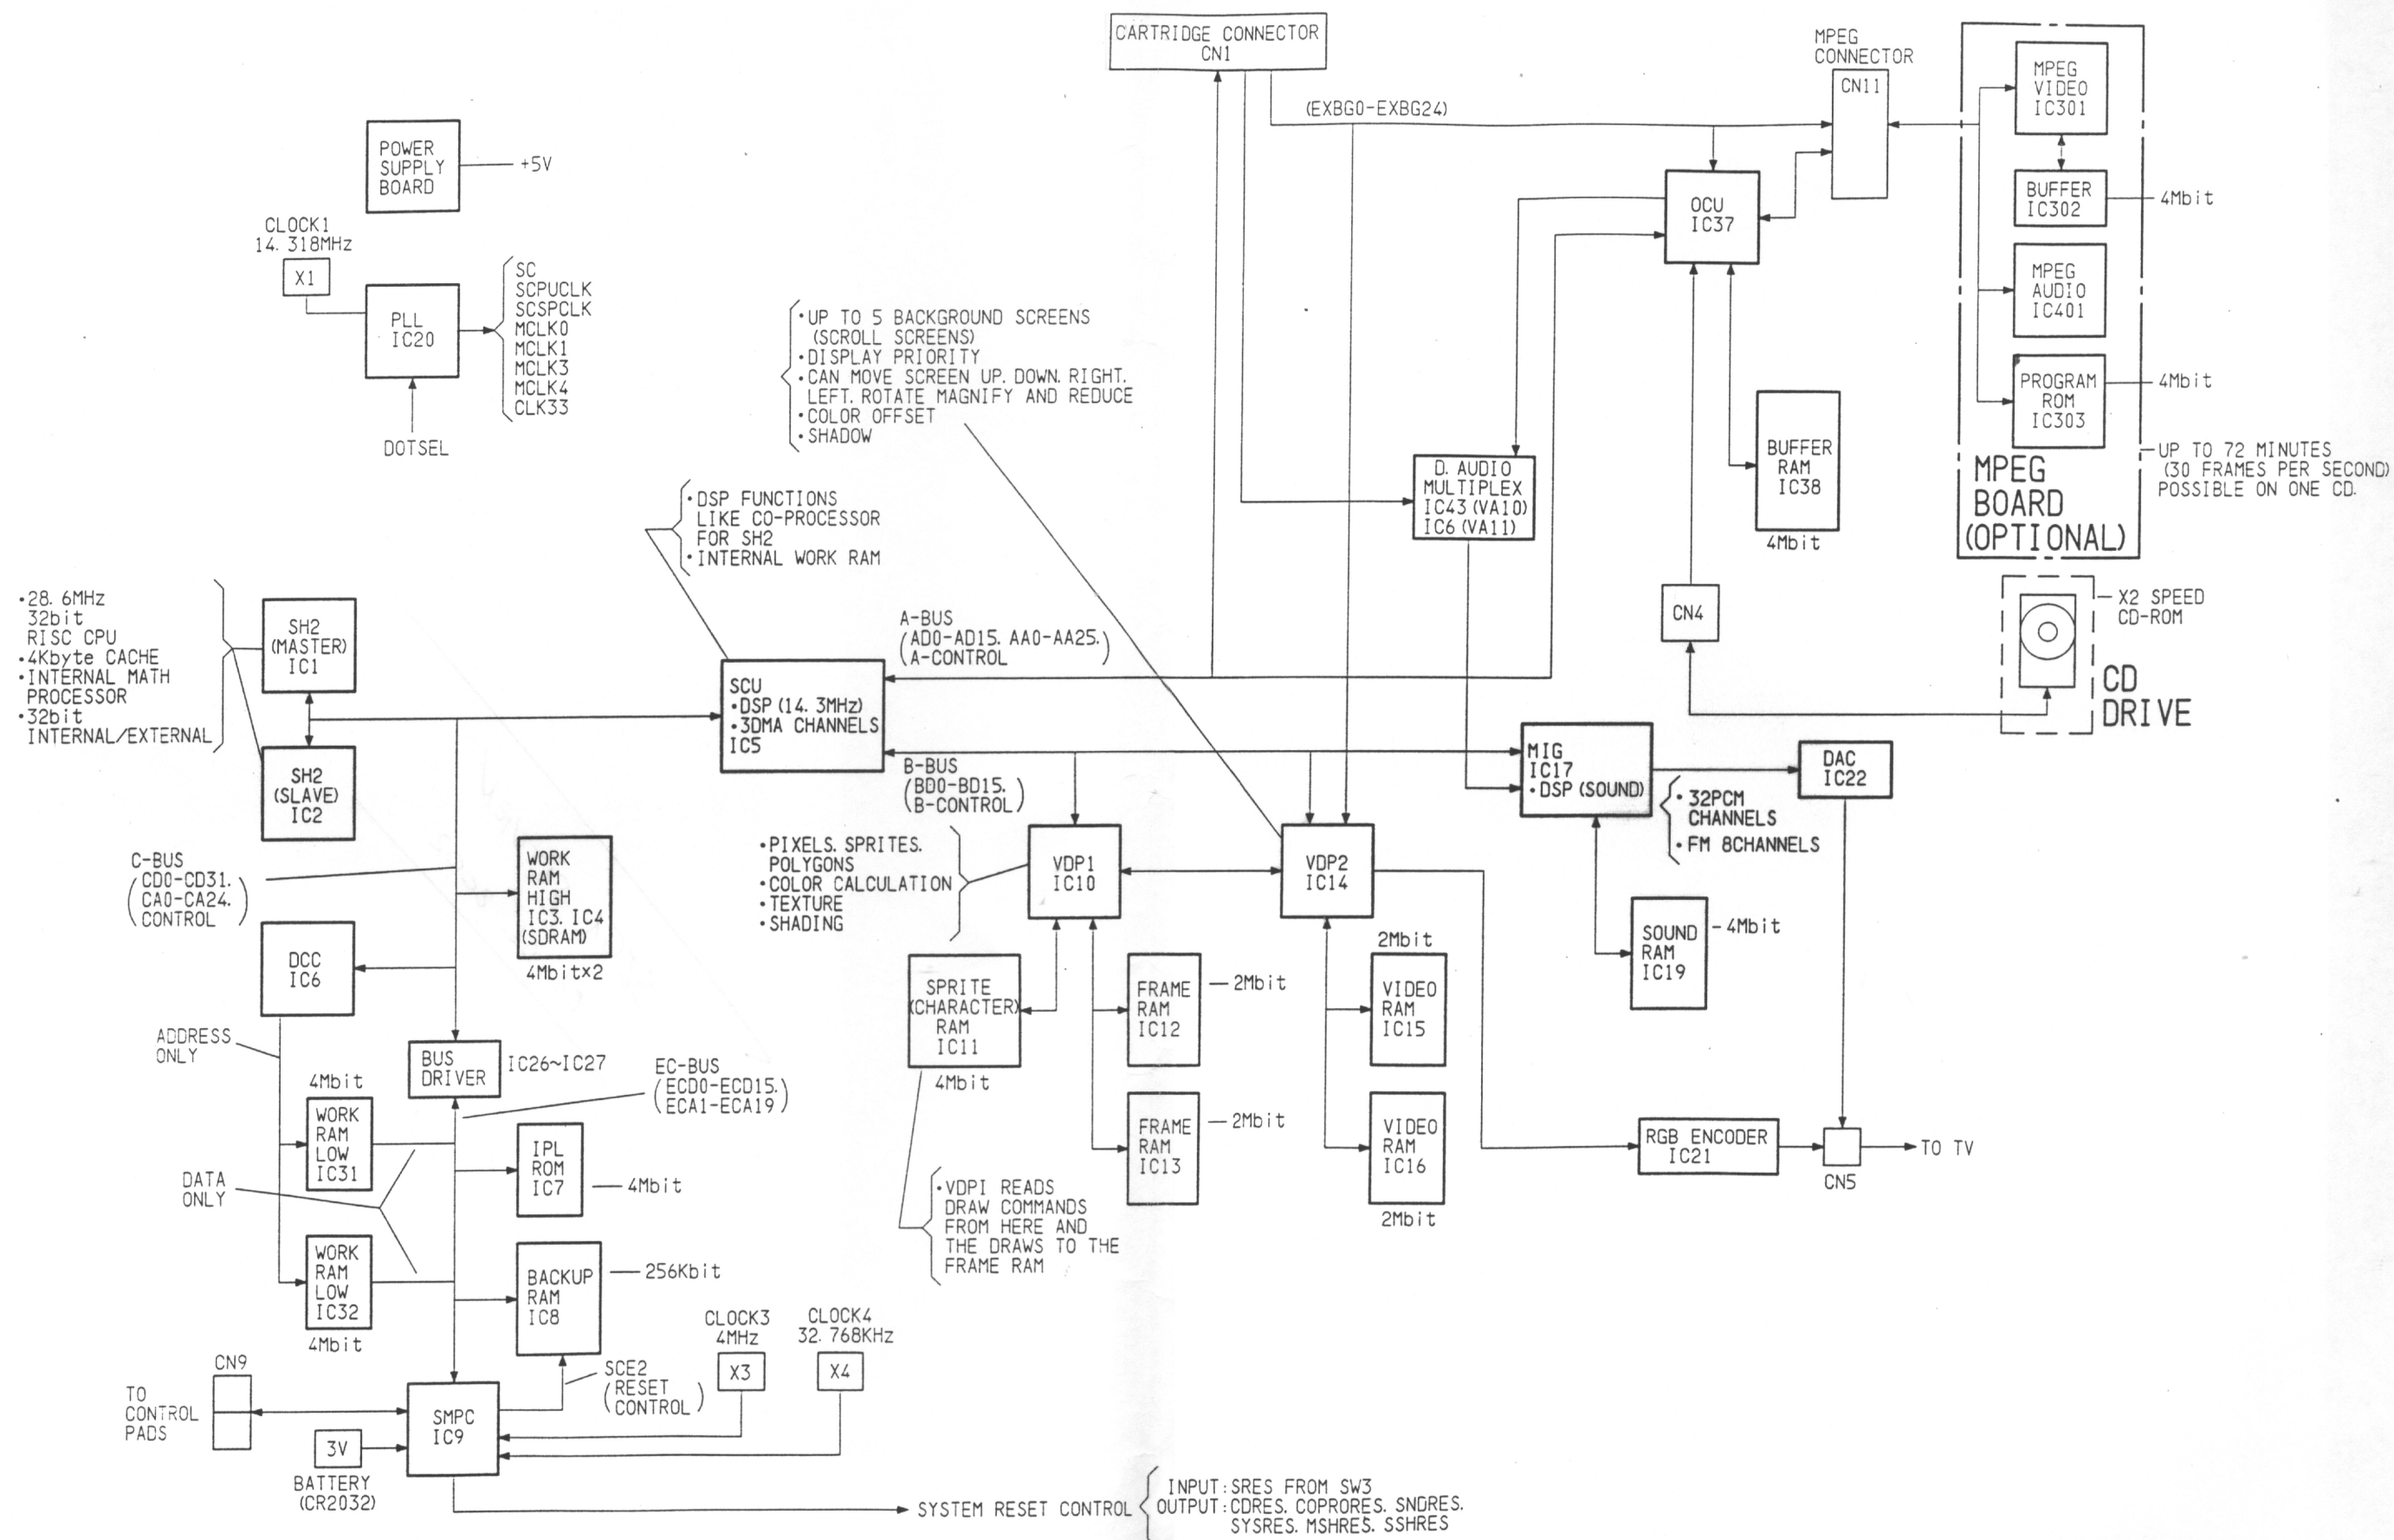 CARTRIDGE CONNECTOR
CN1
MPEG
CONNECTOR
CN11
(EXBG0-EXBG24)
MPEG
VIDEO
IC301
BUFFER
IC302
4Mbit
MPEG
AUDIO
IC401
PROGRAM
ROM
IC303
4Mbit
MPEG
BOARD
(OPTIONAL)
UP TO 72 MINUTES
(30 FRAMES PER SECOND)
POSSIBLE ON ONE CD.
POWER
SUPPLY
BOARD
+5V
CLOCK1
14.318MHz
X1
PLL
IC20
SC
SCPUCLK
SCSPCLK
MCLK0
MCLK1
MCLK3
MCLK4
CLK33
DOTSEL
OCU
IC37
•UP TO 5 BACKGROUND SCREENS
(SCROLL SCREENS)
•DISPLAY PRIORITY
•CAN MOVE SCREEN UP. DOWN. RIGHT.
LEFT. ROTATE MAGNIFY AND REDUCE
•COLOR OFFSET
•SHADOW
BUFFER
RAM
IC38
4Mbit
D. AUDIO
MULTIPLEX
IC43(VA10)
IC6(VA11)
•DSP FUNCTIONS
LIKE CO-PROCESSOR
FOR SH2
•INTERNAL WORK RAM
CN4
X2 SPEED
CD-ROM
CD
DRIVE
•28.6MHz
32bit
RISC CPU
•4Kbyte CACHE
•INTERNAL MATH
PROCESSOR
•32bit
INTERNAL/EXTERNAL
SH2
(MASTER)
IC1
SH2
(SLAVE)
IC2
A-BUS
(AD0-AD15. AA0-AA25.
A-CONTROL)
SCU
•DSP(14.3MHz)
•3DMA CHANNELS
IC5
B-BUS
(BD0-BD15.
B-CONTROL)
MIG
IC17
•DSP(SOUND)
DAC
IC22
• 32PCM
CHANNELS
• FM 8CHANNELS
C-BUS
(CD0-CD31.
CA0-CA24.
CONTROL)
WORK
RAM
HIGH
IC3. IC4
(SDRAM)
4Mbit×2
•PIXELS. SPRITES.
POLYGONS
•COLOR CALCULATION
•TEXTURE
•SHADING
VDP1
IC10
VDP2
IC14
SOUND
RAM
IC19
4Mbit
DCC
IC6
SPRITE
(CHARACTER)
RAM
IC11
4Mbit
FRAME
RAM
IC12
2Mbit
2Mbit
VIDEO
RAM
IC15
ADDRESS
ONLY
BUS
DRIVER
IC26~IC27
EC-BUS
(ECD0-ECD15.
ECA1-ECA19)
4Mbit
WORK
RAM
LOW
IC31
IPL
ROM
IC7
4Mbit
FRAME
RAM
IC13
2Mbit
VIDEO
RAM
IC16
2Mbit
RGB ENCODER
IC21
CN5
TO TV
DATA
ONLY
•VDPI READS
DRAW COMMANDS
FROM HERE AND
THE DRAWS TO THE
FRAME RAM
WORK
RAM
LOW
IC32
4Mbit
BACKUP
RAM
IC8
256Kbit
CLOCK3
4MHz
X3
CLOCK4
32.768KHz
X4
CN9
TO
CONTROL
PADS
SCE2
(RESET
CONTROL)
SMPC
IC9
3V
BATTERY
(CR2032)
SYSTEM RESET CONTROL
INPUT:SRES FROM SW3
OUTPUT:CDRES. COPRORES. SNDRES.
SYSRES. MSHRES. SSHRES